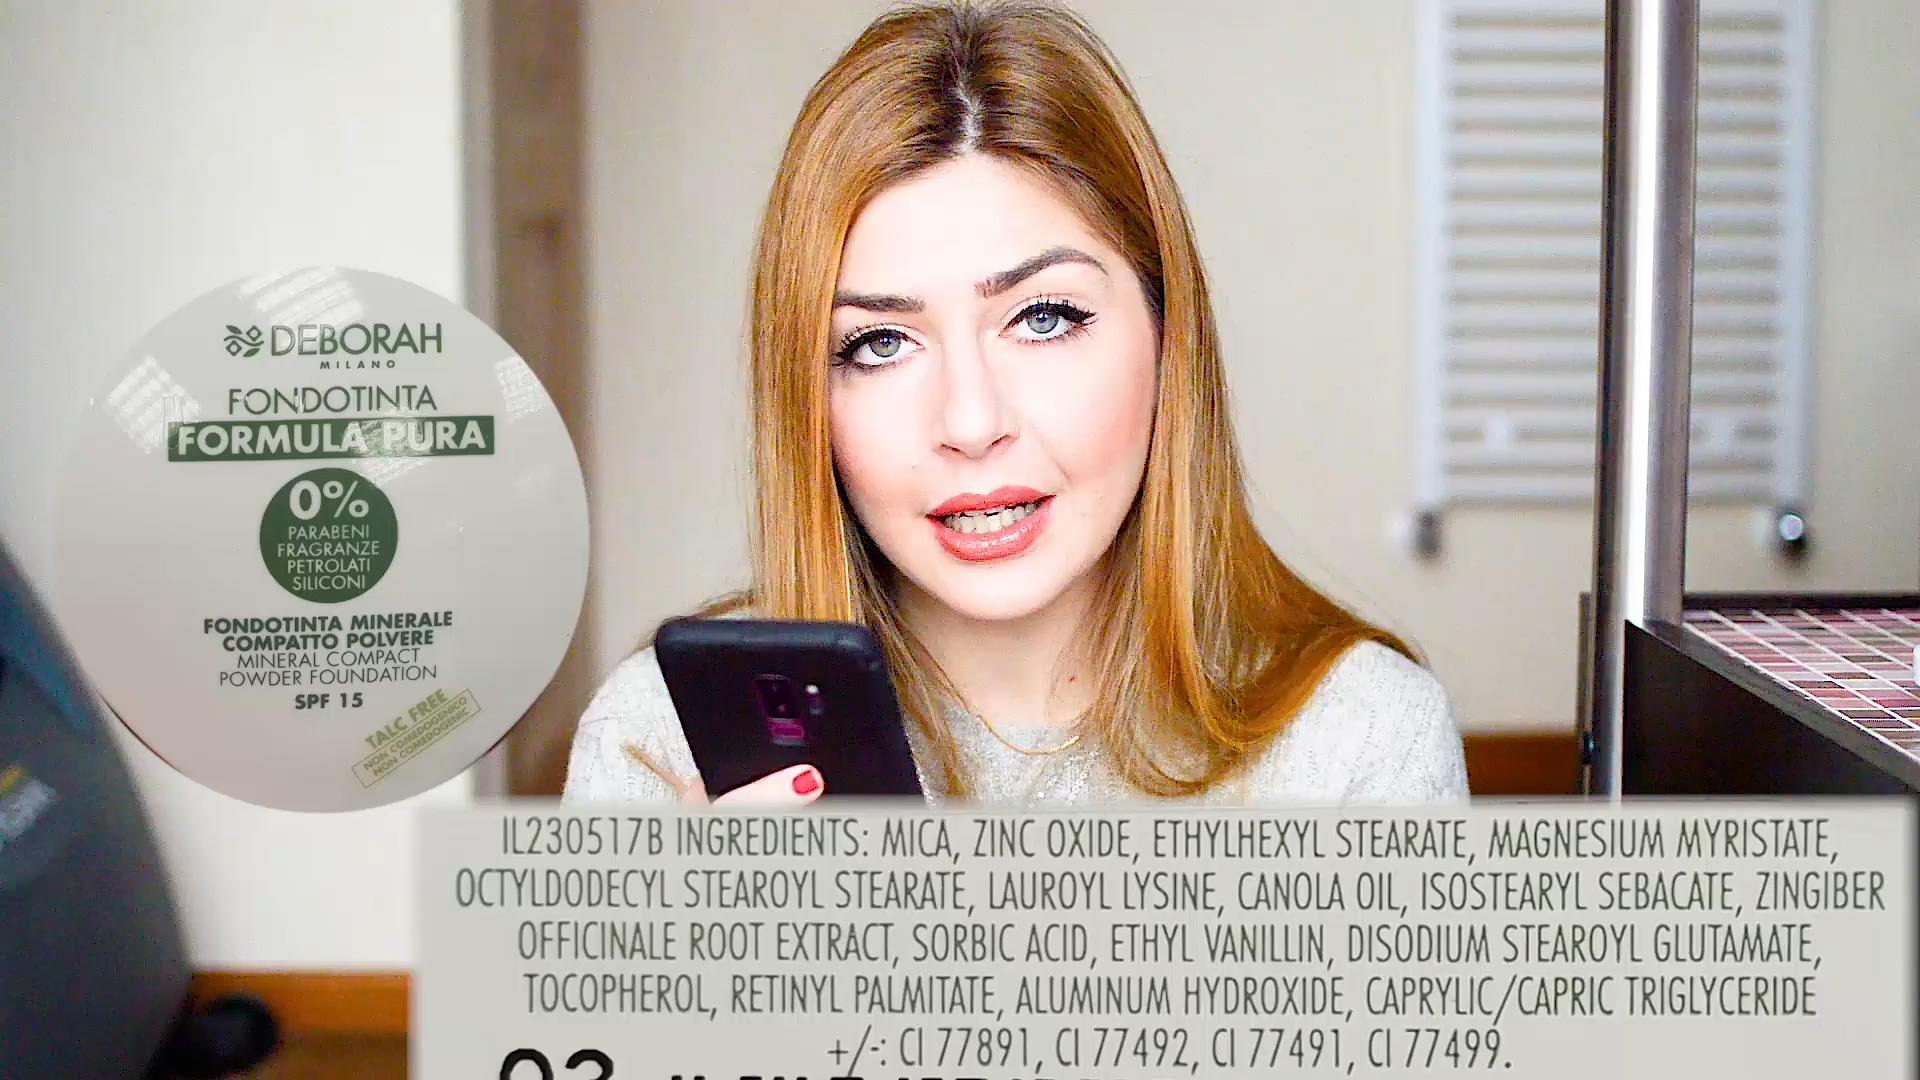 DEBORAH
MILANO
FONDOTINTA
FORMULA PURA
0%
PARABENI
FRAGRANZE
PETROLATI
SILICONI
FONDOTINTA MINERALE
COMPATTO POLVERE
MINERAL COMPACT
POWDER FOUNDATION
SPF 15
TALC FREE
NON COMEDOGENICO
NON COMEDOGENIC
IL230517B INGREDIENTS: MICA, ZINC OXIDE, ETHYLHEXYL STEARATE, MAGNESIUM MYRISTATE,
OCTYLDODECYL STEAROYL STEARATE, LAUROYL LYSINE, CANOLA OIL, ISOSTEARYL SEBACATE, ZINGIBER
OFFICINALE ROOT EXTRACT, SORBIC ACID, ETHYL VANILLIN, DISODIUM STEAROYL GLUTAMATE,
TOCOPHEROL, RETINYL PALMITATE, ALUMINUM HYDROXIDE, CAPRYLIC/CAPRIC TRIGLYCERIDE
+/-: CI 77891, CI 77492, CI 77491, CI 77499.
03